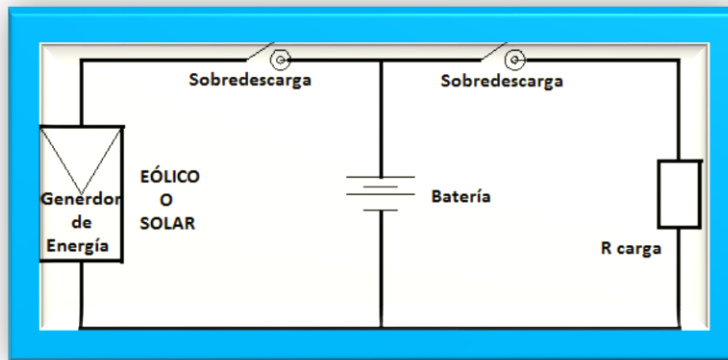 Sobredescarga
Sobredescarga
EÓLICO
O
SOLAR
Generdor
de
Energía
Batería
R carga